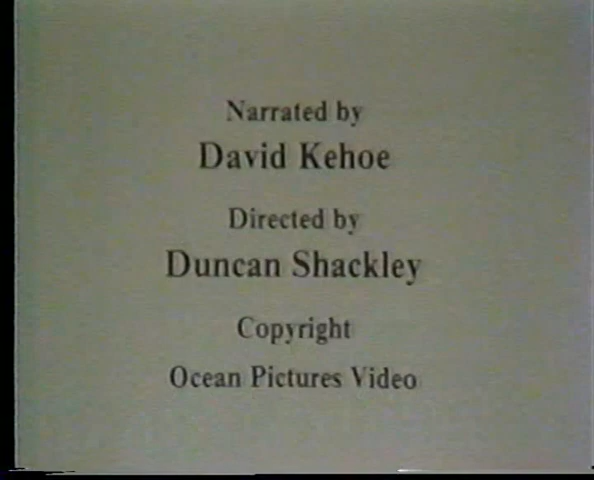 Narrated by
David Kehoe
Directed by
Duncan Shackley
Copyright
Ocean Pictures Video